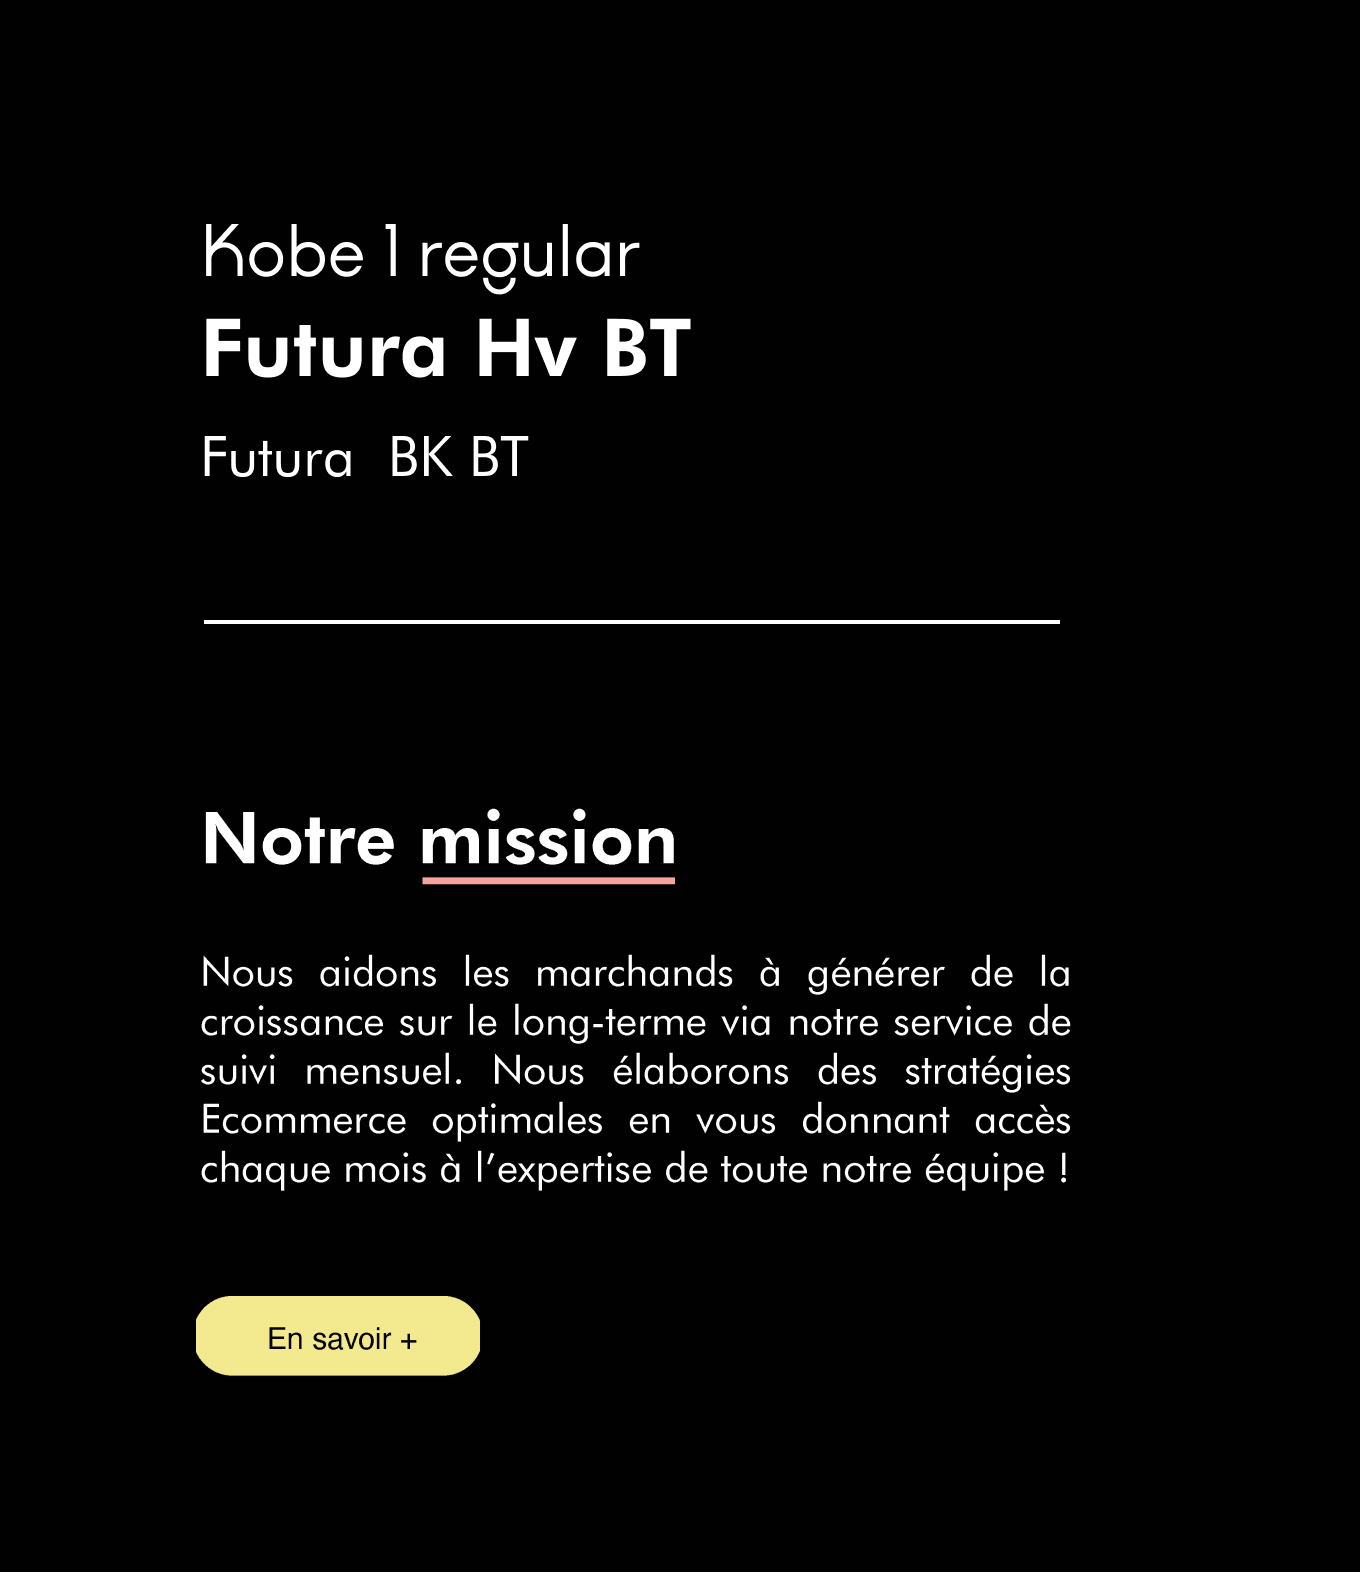 Kobe 1 regular
Futura Hv BT
Futura BK BT
Notre mission
Nous aidons les marchands à générer de la
croissance sur le long-terme via notre service de
suivi mensuel. Nous élaborons des stratégies
Ecommerce optimales en vous donnant accès
chaque mois à l’expertise de toute notre équipe !
En savoir +